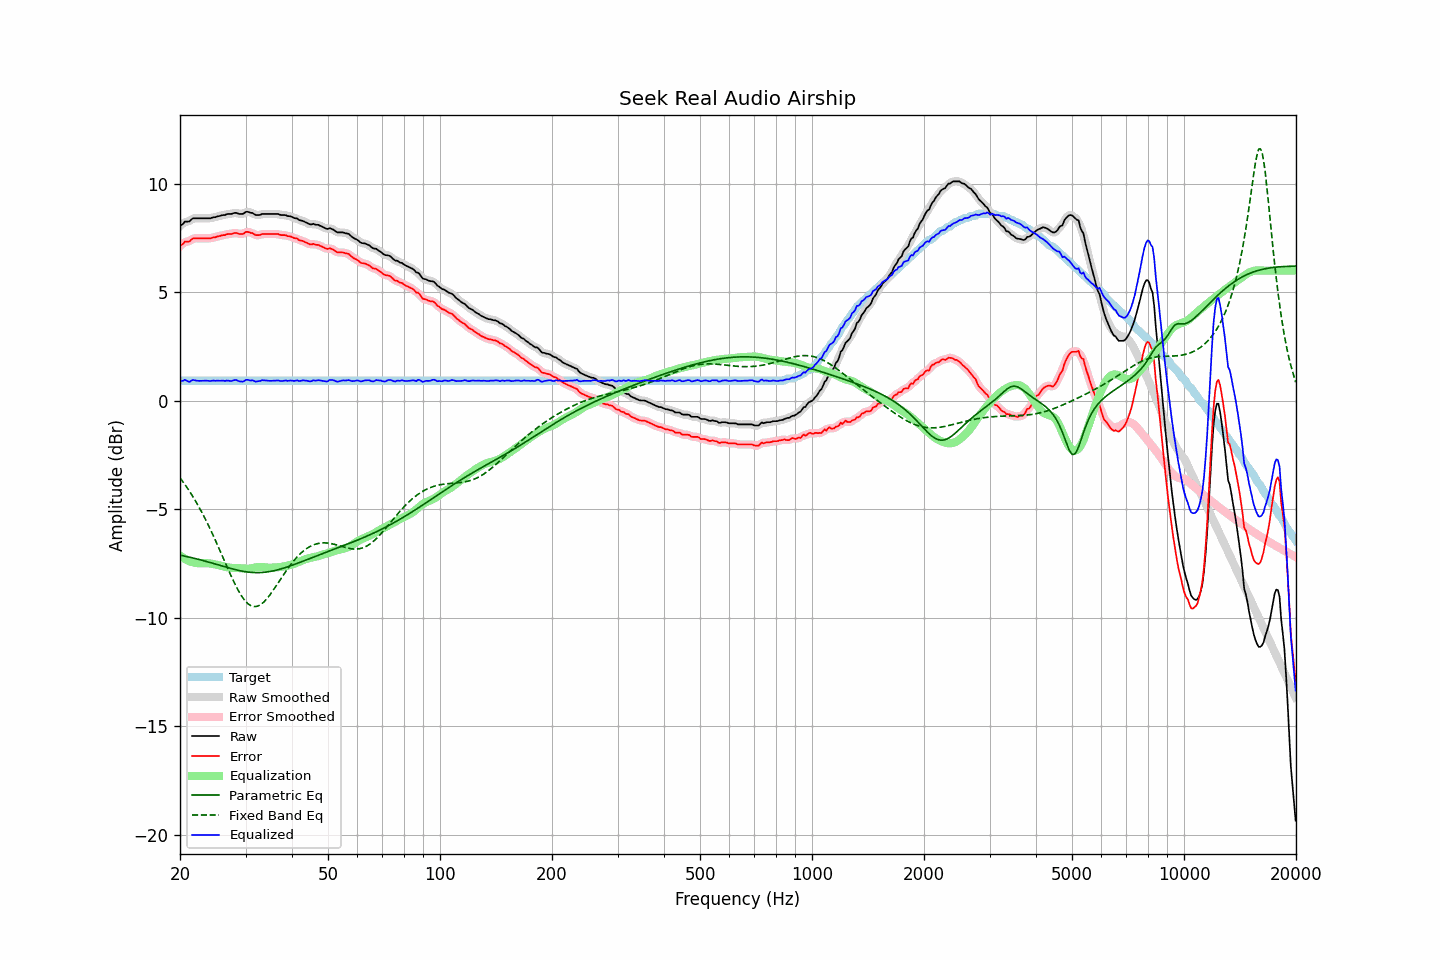 Seek Real Audio Airship
Amplitude (dBr)
10
5
0
−5
−10
−15
−20
Target
Raw Smoothed
Error Smoothed
Raw
Error
Equalization
Parametric Eq
Fixed Band Eq
Equalized
20 50 100 200 500 1000 2000 5000 10000 20000
Frequency (Hz)